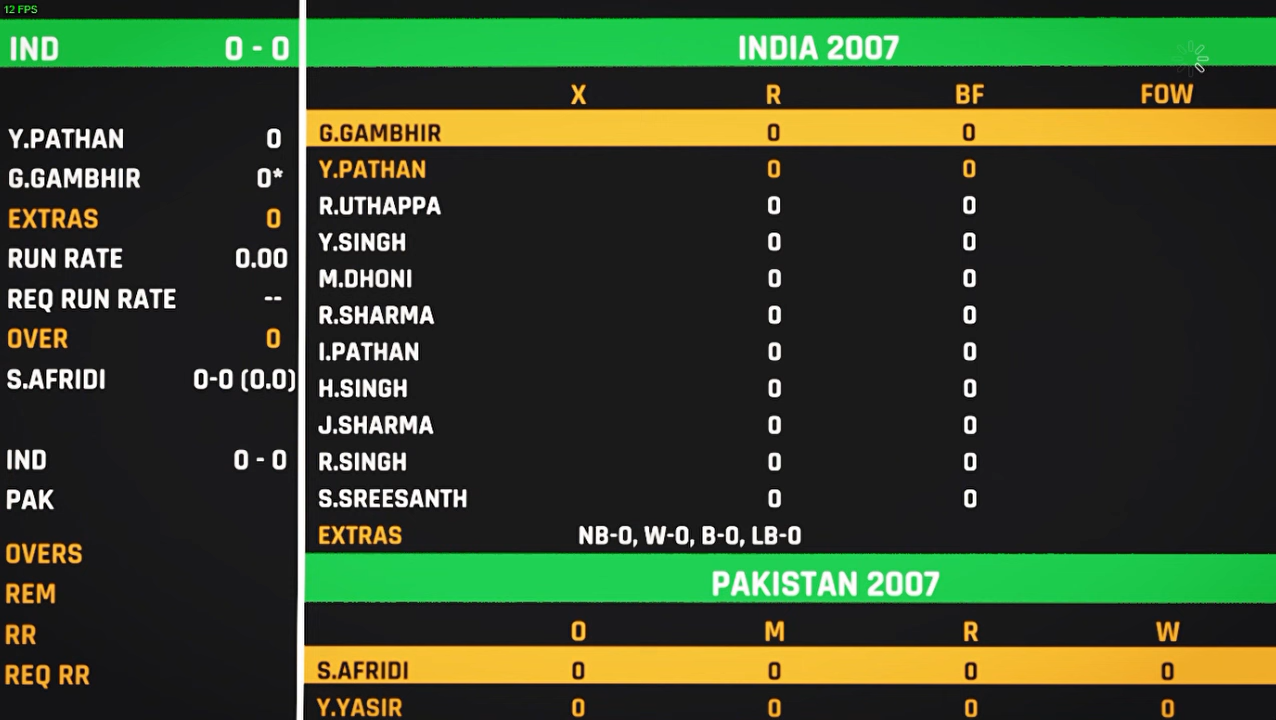 12 FPS
IND 0 - 0
Y.PATHAN 0
G.GAMBHIR 0*
EXTRAS 0
RUN RATE 0.00
REQ RUN RATE --
OVER 0
S.AFRIDI 0-0 (0.0)
IND 0 - 0
PAK
OVERS
REM
RR
REQ RR
INDIA 2007
X R BF FOW
G.GAMBHIR 0 0
Y.PATHAN 0 0
R.UTHAPPA 0 0
Y.SINGH 0 0
M.DHONI 0 0
R.SHARMA 0 0
I.PATHAN 0 0
H.SINGH 0 0
J.SHARMA 0 0
R.SINGH 0 0
S.SREESANTH 0 0
EXTRAS NB-0, W-0, B-0, LB-0
PAKISTAN 2007
O M R W
S.AFRIDI 0 0 0 0
Y.YASIR 0 0 0 0